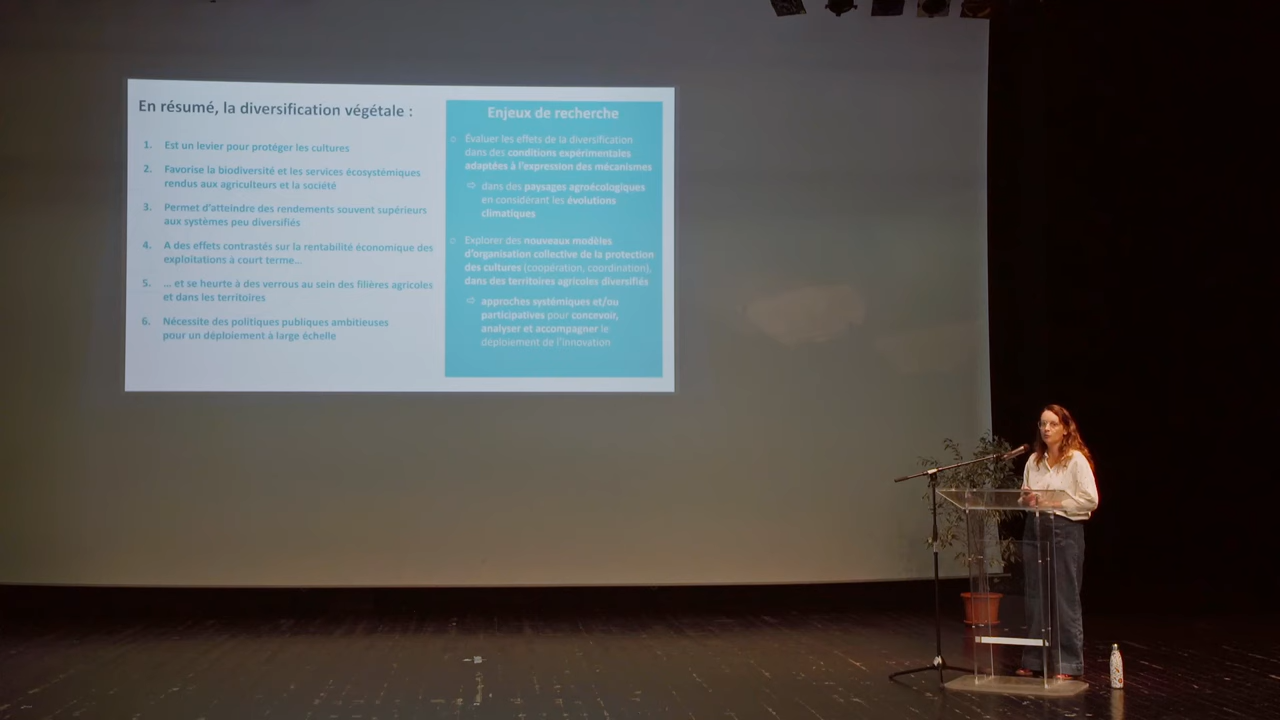 En résumé, la diversification végétale :
1. Est un levier pour protéger les cultures
2. Favorise la biodiversité et les services écosystémiques
rendus aux agriculteurs et la société
3. Permet d'atteindre des rendements souvent supérieurs
aux systèmes peu diversifiés
4. A des effets contrastés sur la rentabilité économique des
exploitations à court terme...
5. ... et se heurte à des verrous au sein des filières agricoles
et dans les territoires
6. Nécessite des politiques publiques ambitieuses
pour un déploiement à large échelle
Enjeux de recherche
○ Évaluer les effets de la diversification
dans des conditions expérimentales
adaptées à l'expression des mécanismes
⇨ dans des paysages agroécologiques
en considérant les évolutions
climatiques
○ Explorer des nouveaux modèles
d'organisation collective de la protection
des cultures (coopération, coordination),
dans des territoires agricoles diversifiés
⇨ approches systémiques et/ou
participatives pour concevoir,
analyser et accompagner le
déploiement de l'innovation